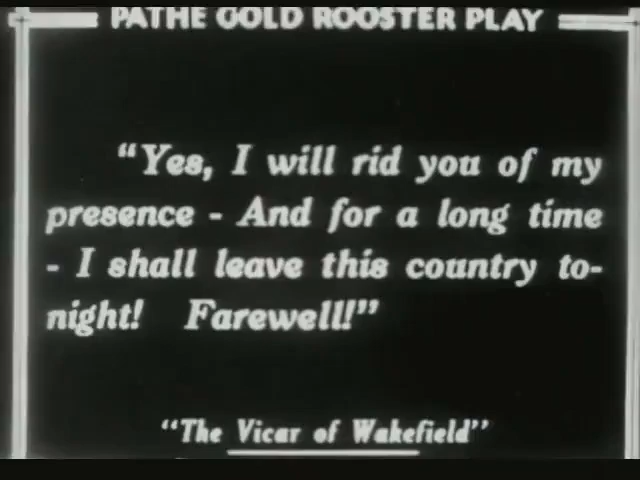 PATHE GOLD ROOSTER PLAY
"Yes, I will rid you of my
presence - And for a long time
- I shall leave this country to-
night! Farewell!"
"The Vicar of Wakefield"